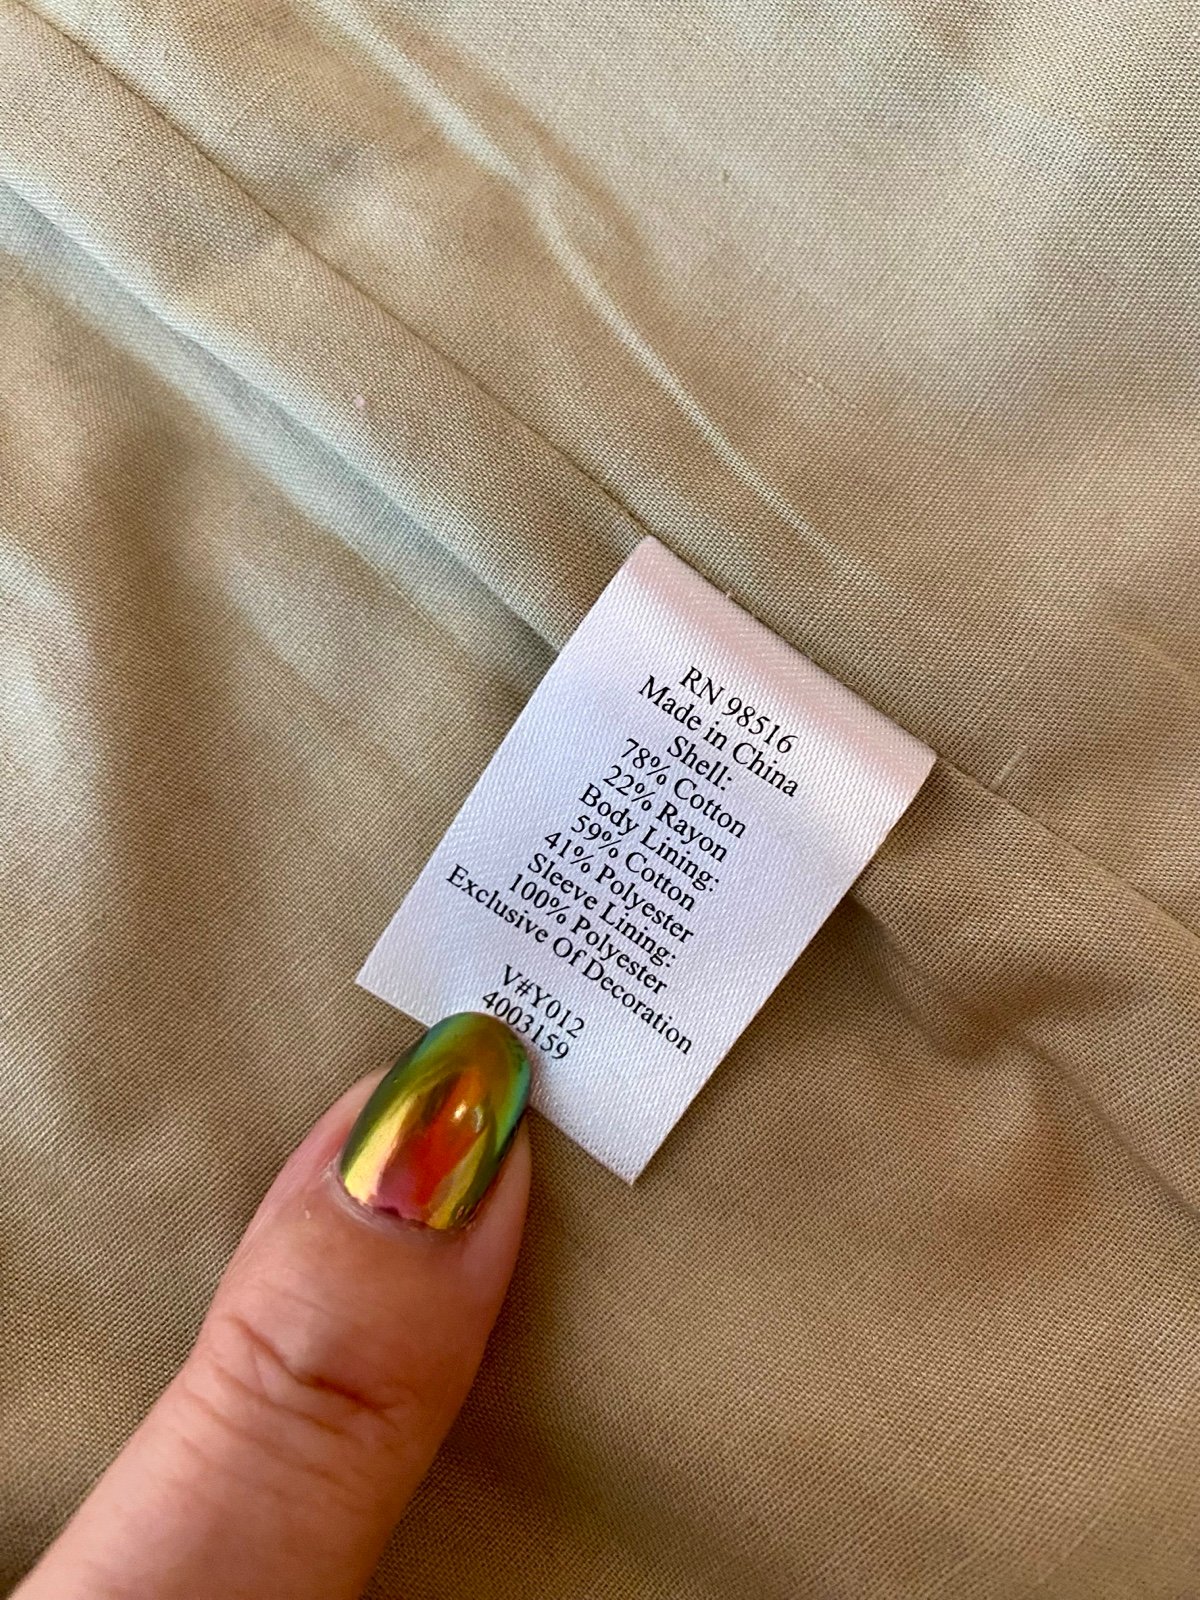 RN 98516
Made in China
Shell:
78% Cotton
22% Rayon
Body Lining:
59% Cotton
41% Polyester
Sleeve Lining:
100% Polyester
Exclusive Of Decoration
V#Y012
4003159